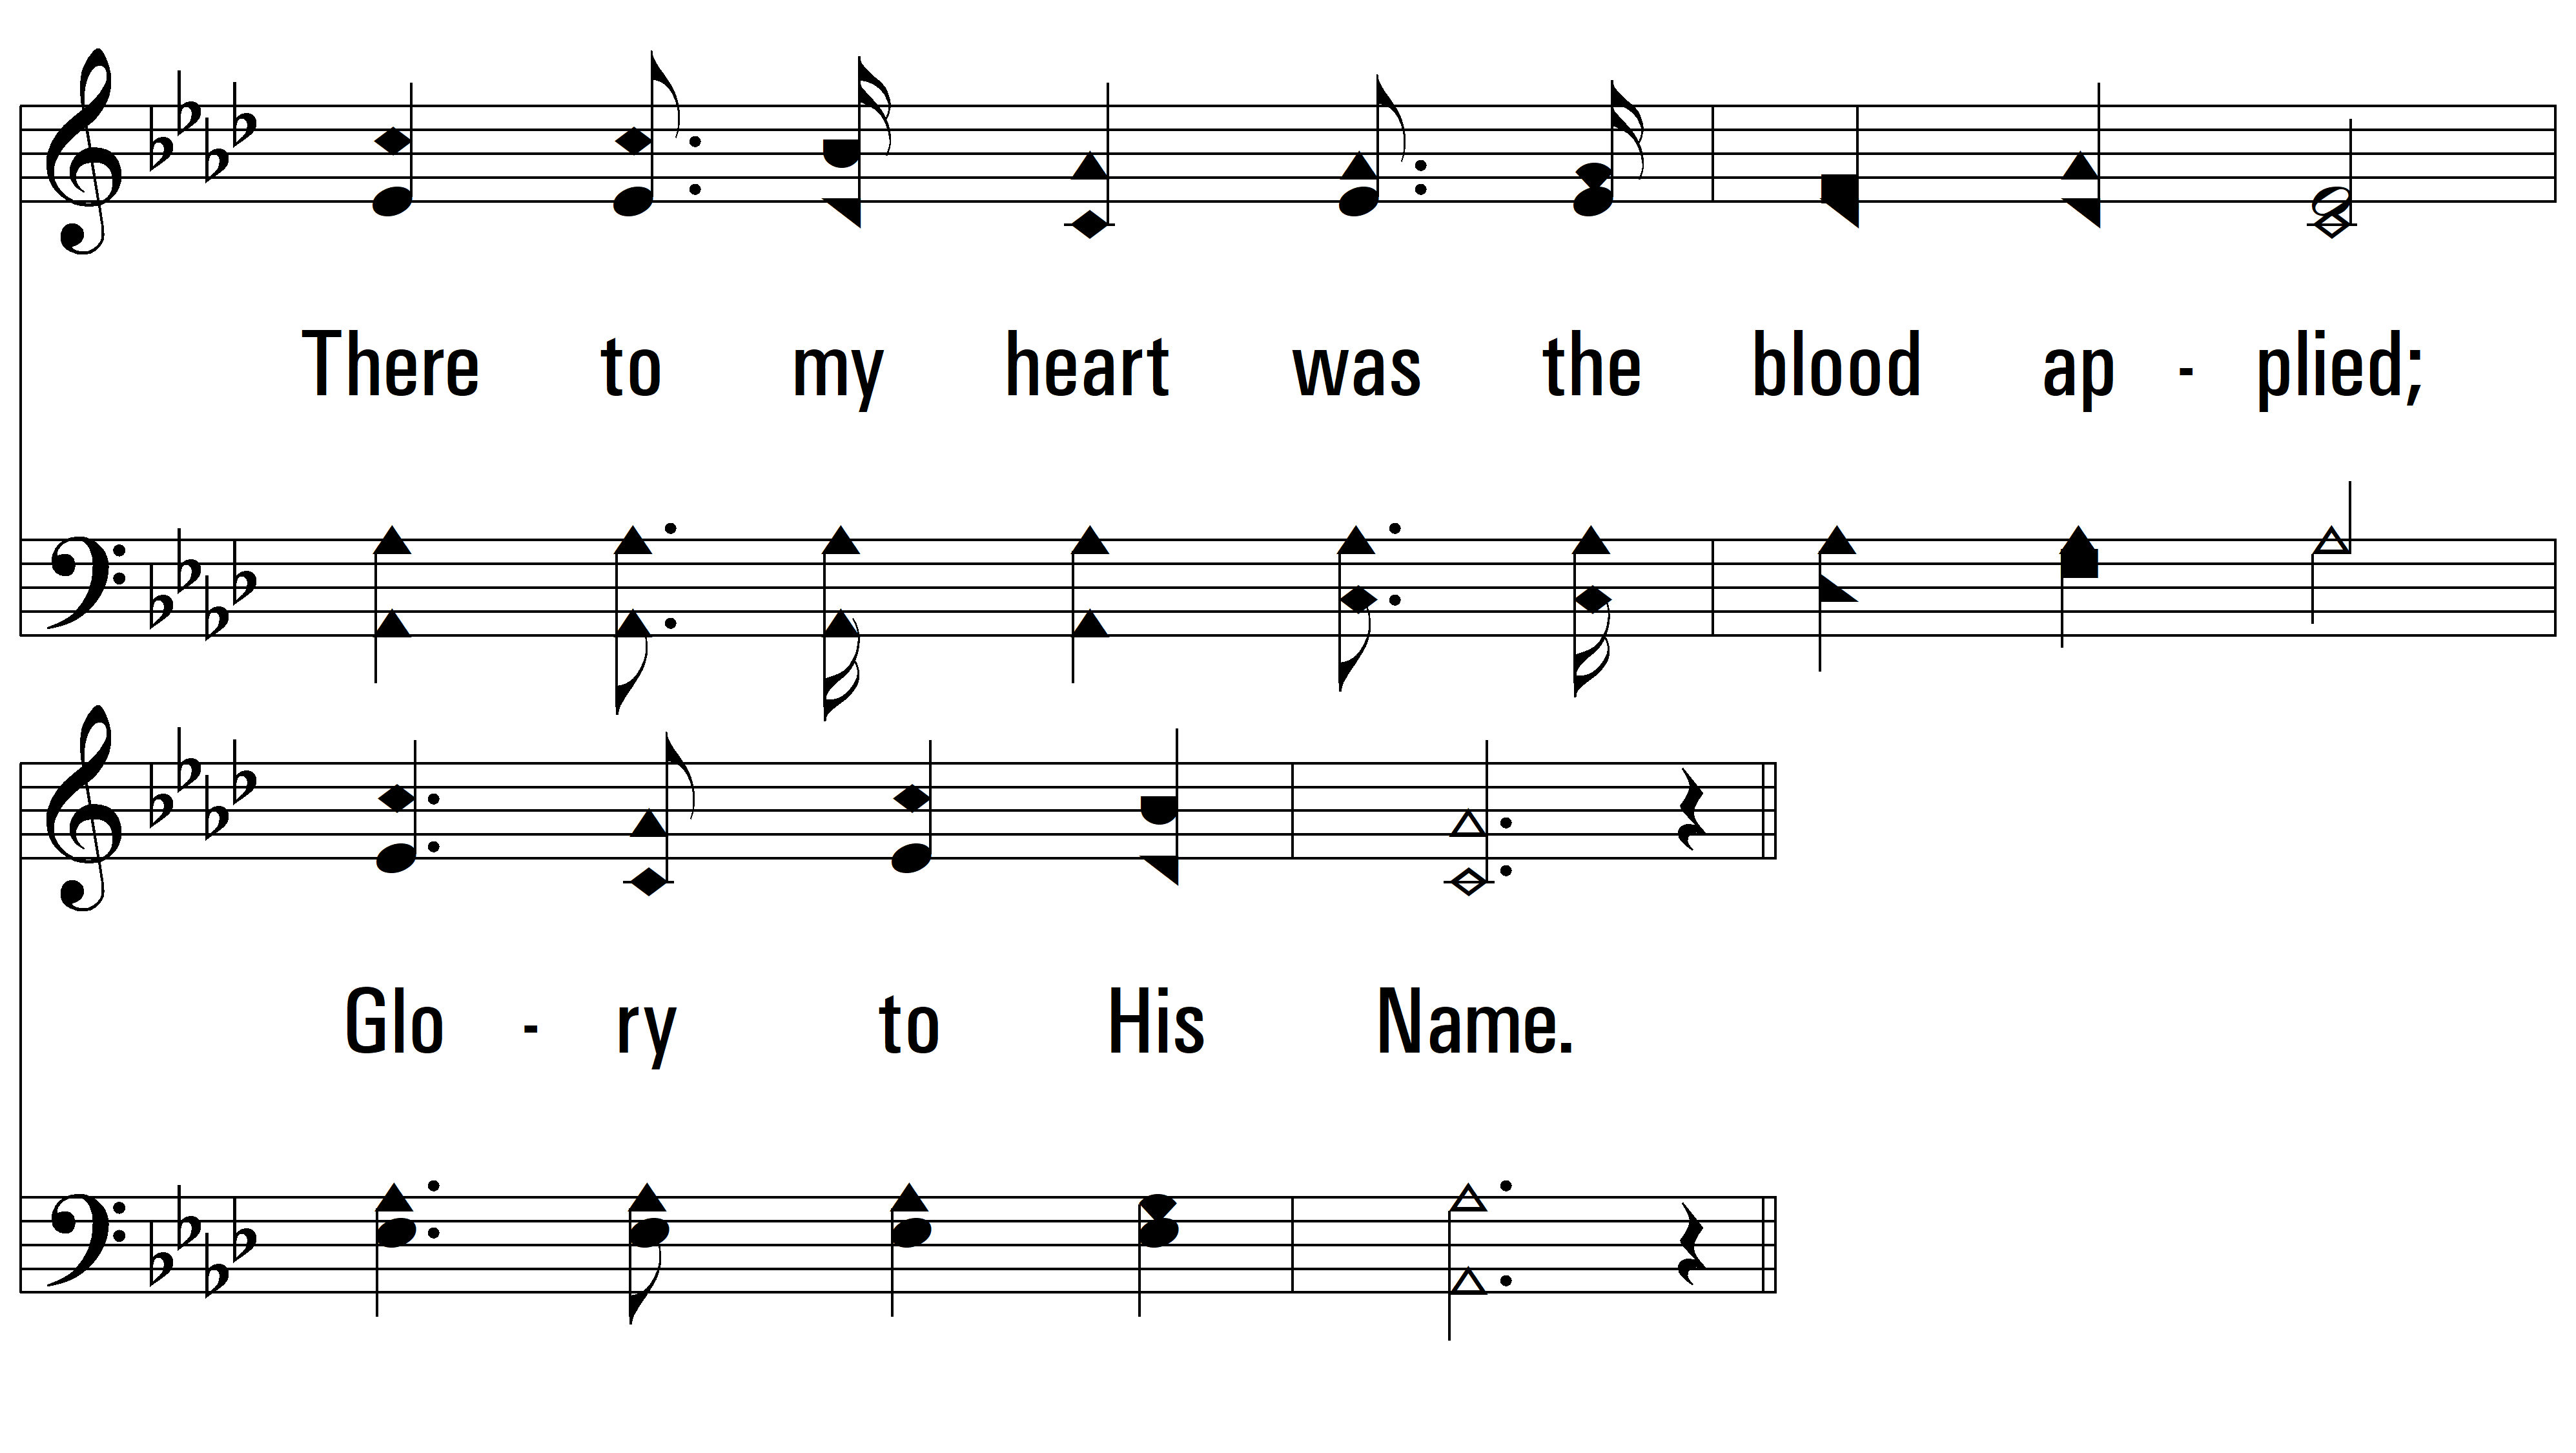 There to my heart was the blood ap - plied;
Glo - ry to His Name.